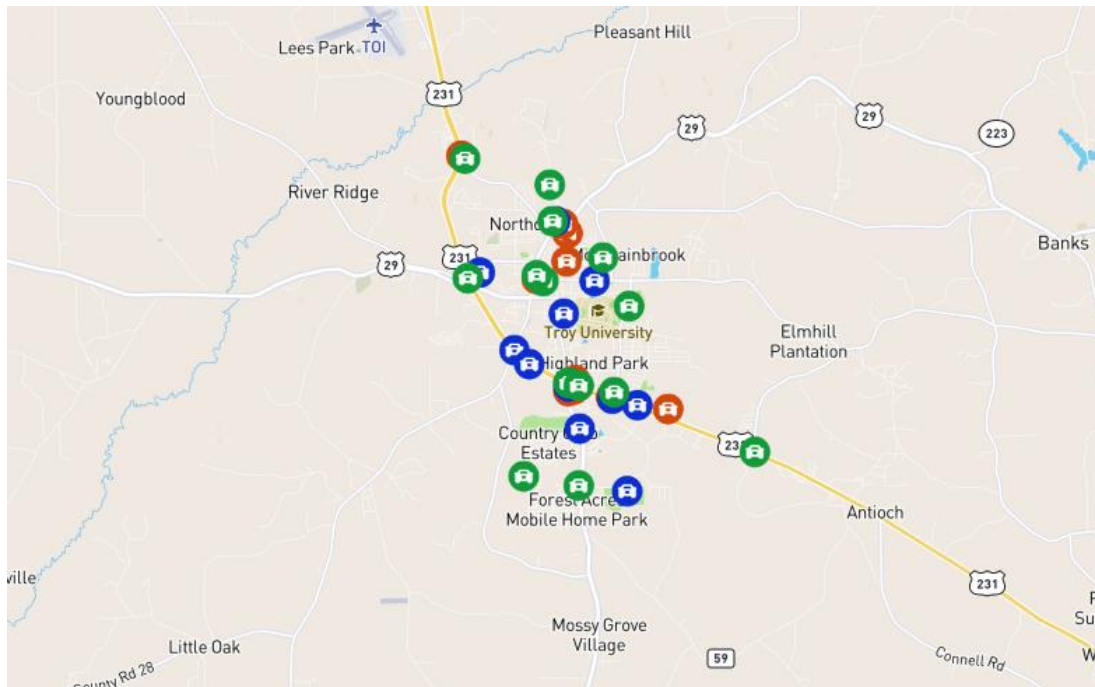 Pleasant Hill
Lees Park
TOI
Youngblood
231
29
29
223
River Ridge
231
29
Banks
Troy University
Elmhill
Plantation
Highland Park
Country
Estates
231
Antioch
Forest Acres
Mobile Home Park
ville
Mossy Grove
Village
Little Oak
59
Connell Rd
County Rd 28
W